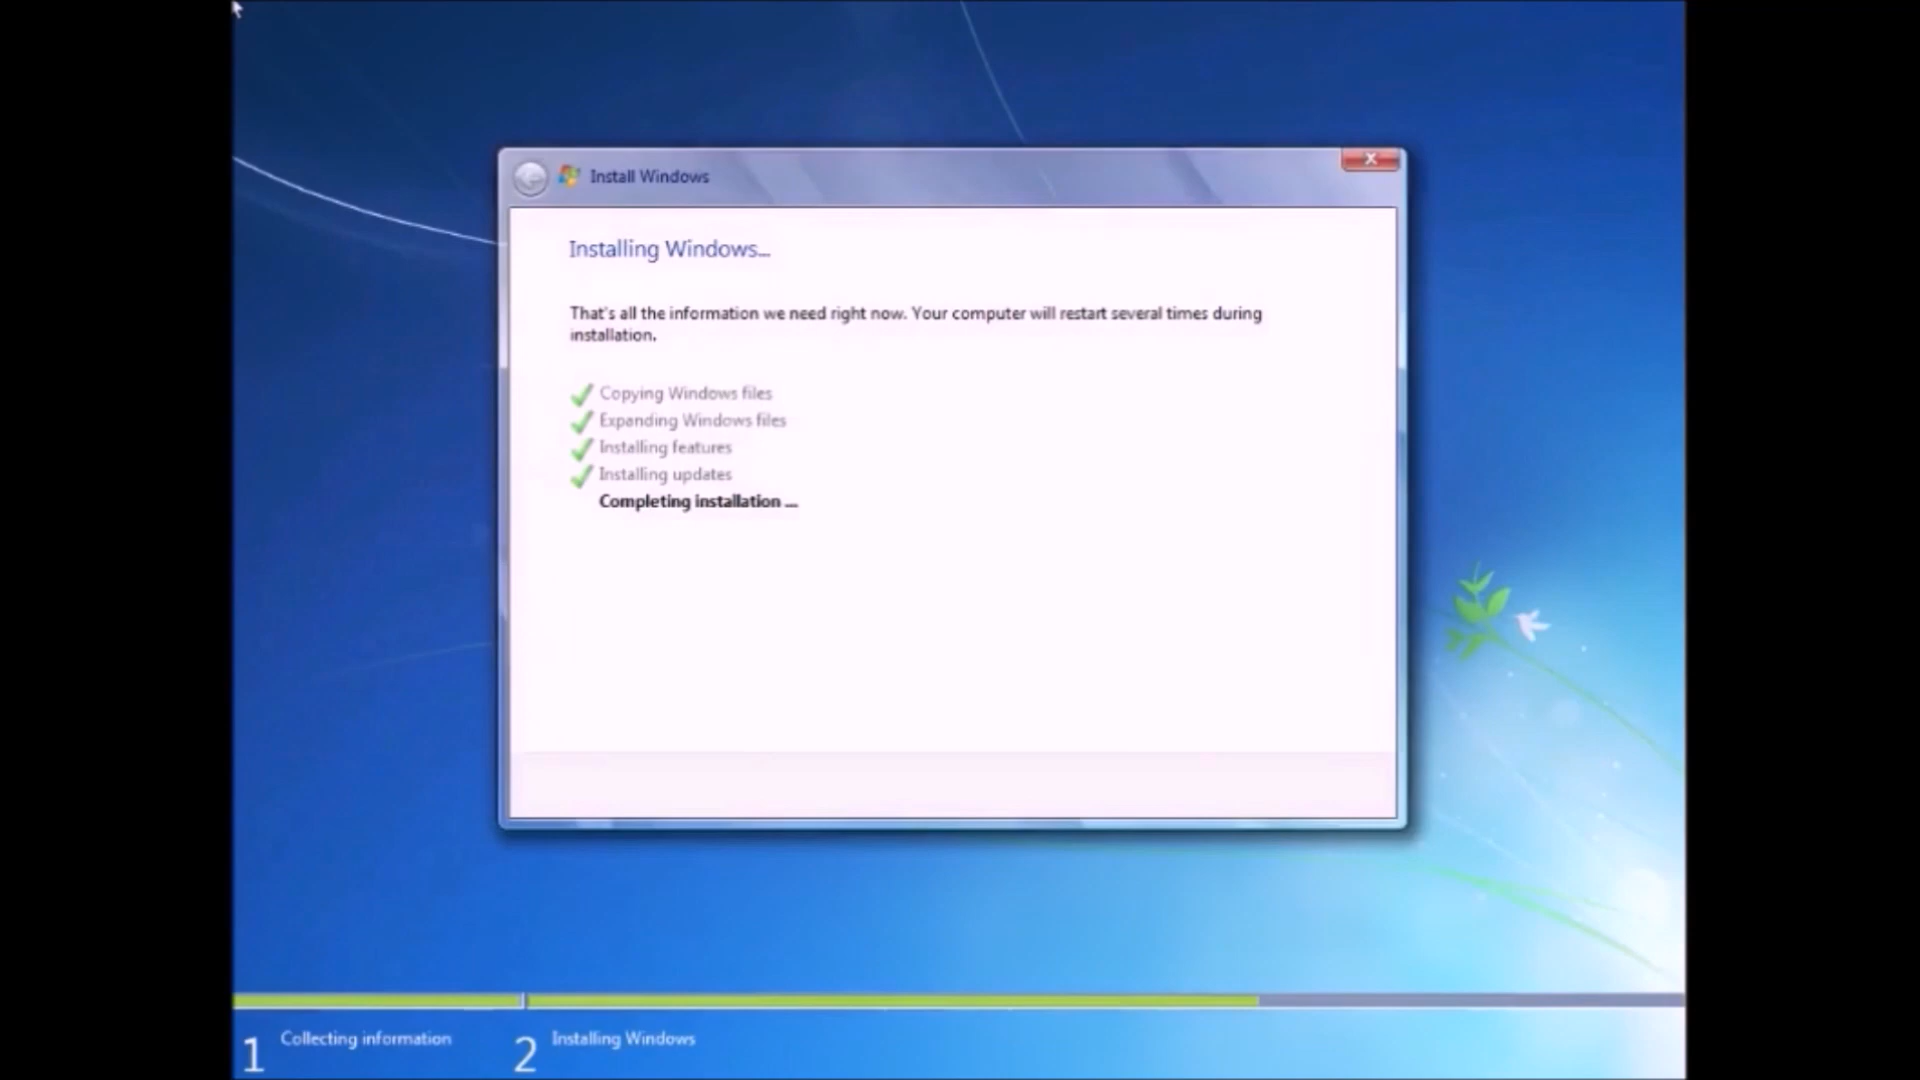 Install Windows
Installing Windows...
That's all the information we need right now. Your computer will restart several times during
installation.
Copying Windows files
Expanding Windows files
Installing features
Installing updates
Completing installation ...
1 Collecting information
2 Installing Windows